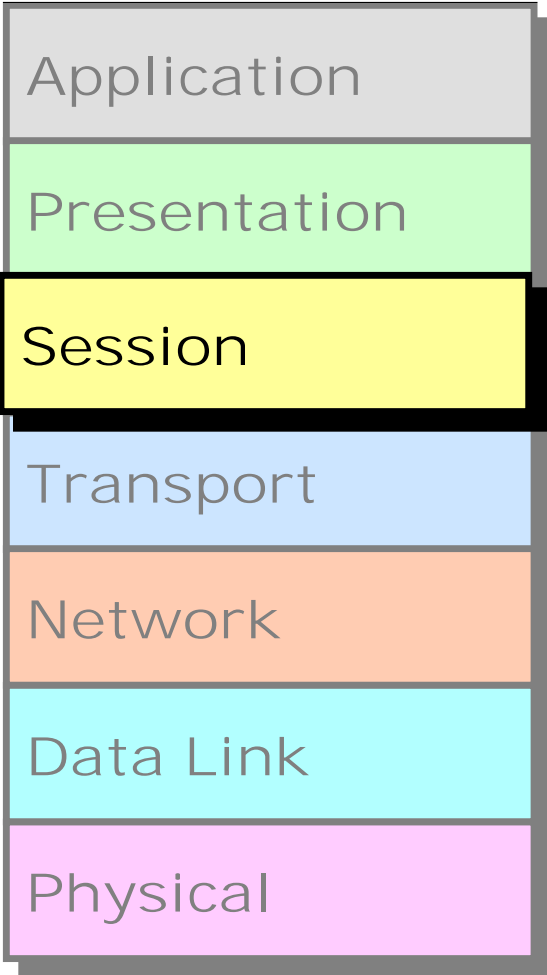 Application
Presentation
Session
Transport
Network
Data Link
Physical